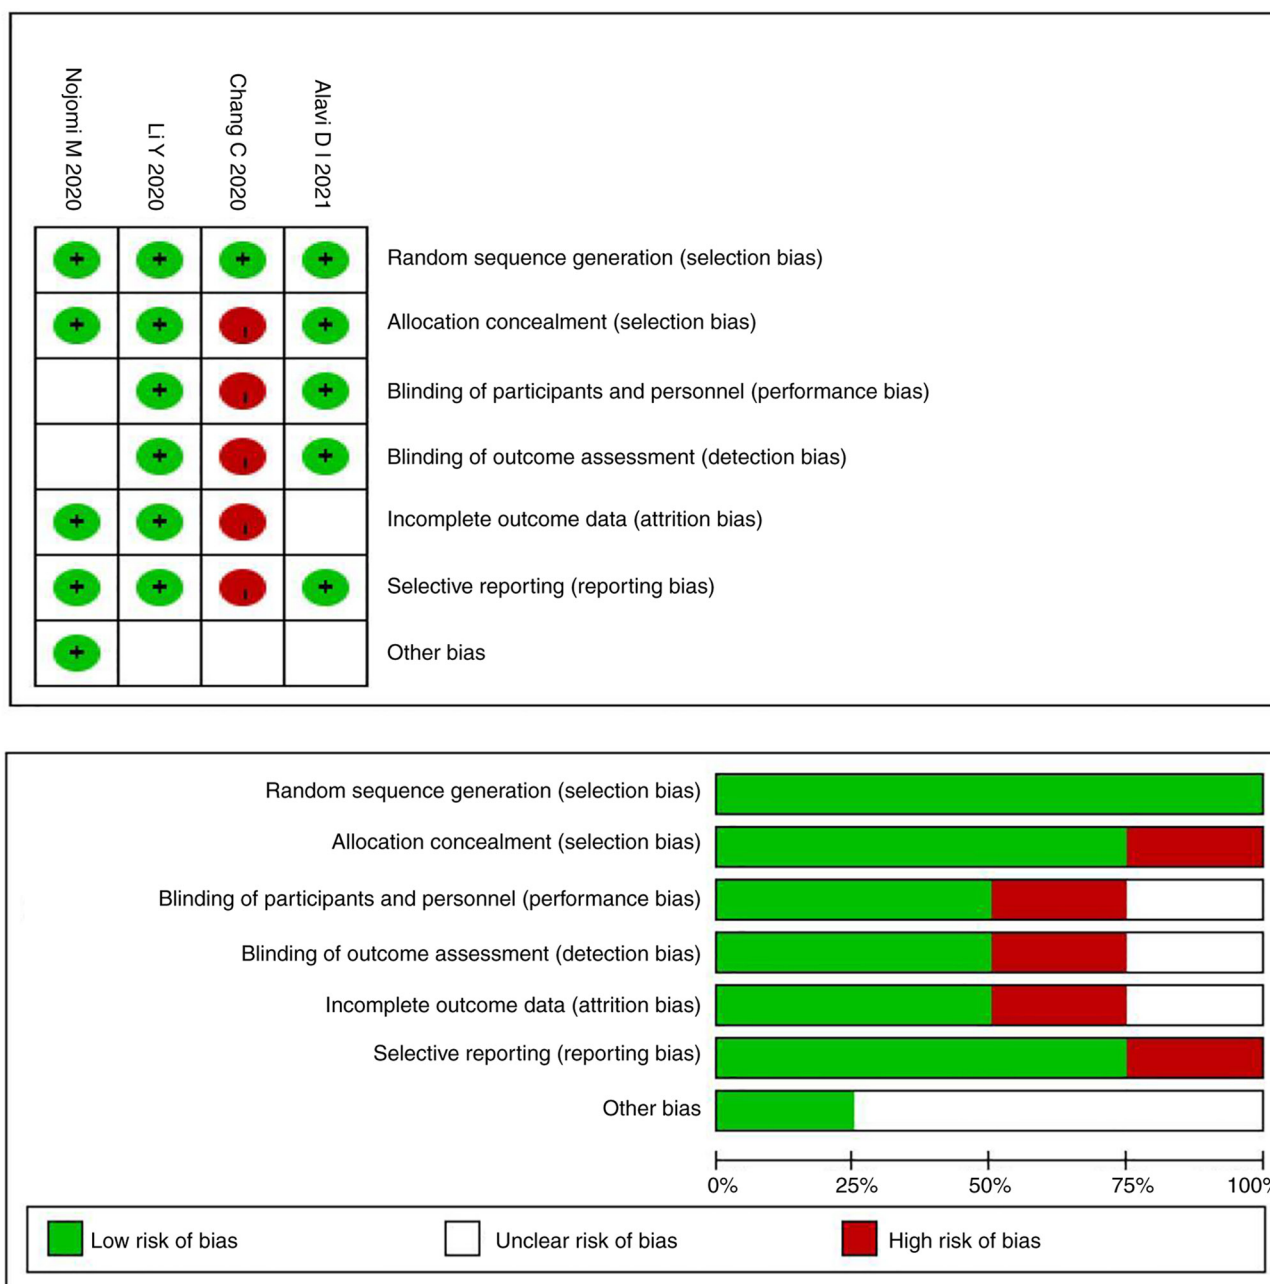 Nojomi M 2020
Li Y 2020
Chang C 2020
Alavi D I 2021
+ + + + Random sequence generation (selection bias)
+ + - + Allocation concealment (selection bias)
+ - + Blinding of participants and personnel (performance bias)
+ - + Blinding of outcome assessment (detection bias)
+ + - Incomplete outcome data (attrition bias)
+ + - + Selective reporting (reporting bias)
+ Other bias
Random sequence generation (selection bias)
Allocation concealment (selection bias)
Blinding of participants and personnel (performance bias)
Blinding of outcome assessment (detection bias)
Incomplete outcome data (attrition bias)
Selective reporting (reporting bias)
Other bias
0% 25% 50% 75% 100%
Low risk of bias Unclear risk of bias High risk of bias